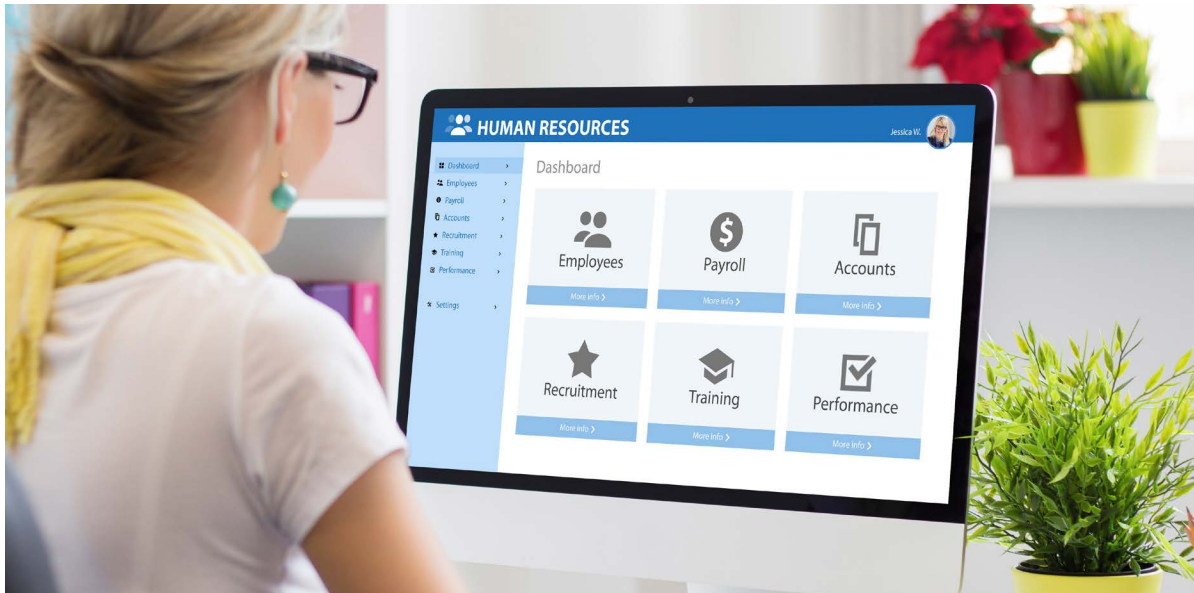 HUMAN RESOURCES
Jessica W.
Dashboard
Employees
Payroll
Accounts
Recruitment
Training
Performance
Settings
Dashboard
Employees
More info
Payroll
More info
Accounts
More info
Recruitment
More info
Training
More info
Performance
More info